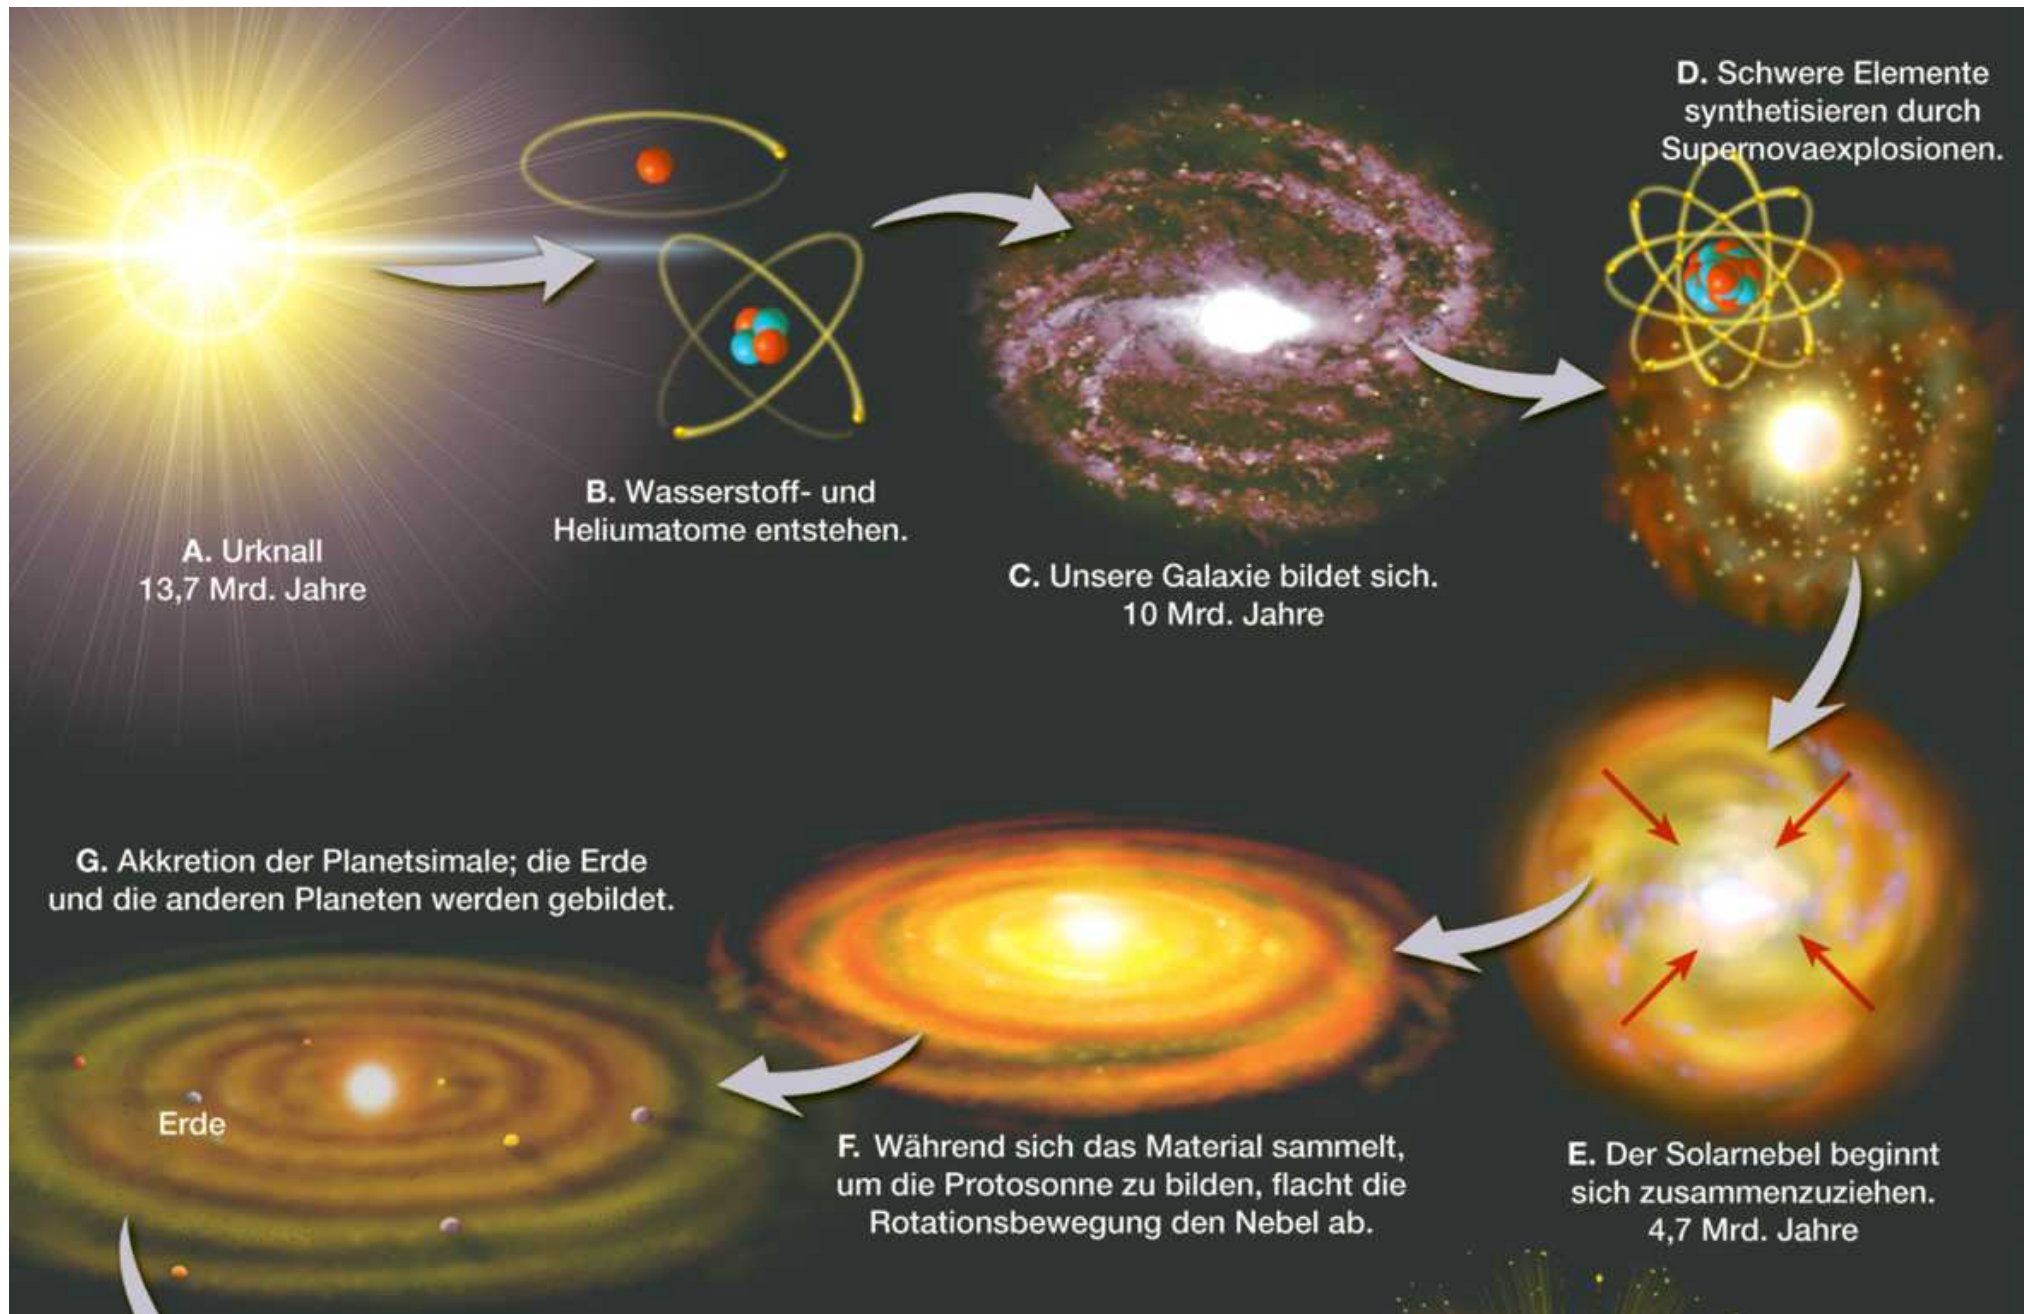 A. Urknall
13,7 Mrd. Jahre
B. Wasserstoff- und
Heliumatome entstehen.
C. Unsere Galaxie bildet sich.
10 Mrd. Jahre
D. Schwere Elemente
synthetisieren durch
Supernovaexplosionen.
E. Der Solarnebel beginnt
sich zusammenzuziehen.
4,7 Mrd. Jahre
F. Während sich das Material sammelt,
um die Protosonne zu bilden, flacht die
Rotationsbewegung den Nebel ab.
G. Akkretion der Planetsimale; die Erde
und die anderen Planeten werden gebildet.
Erde